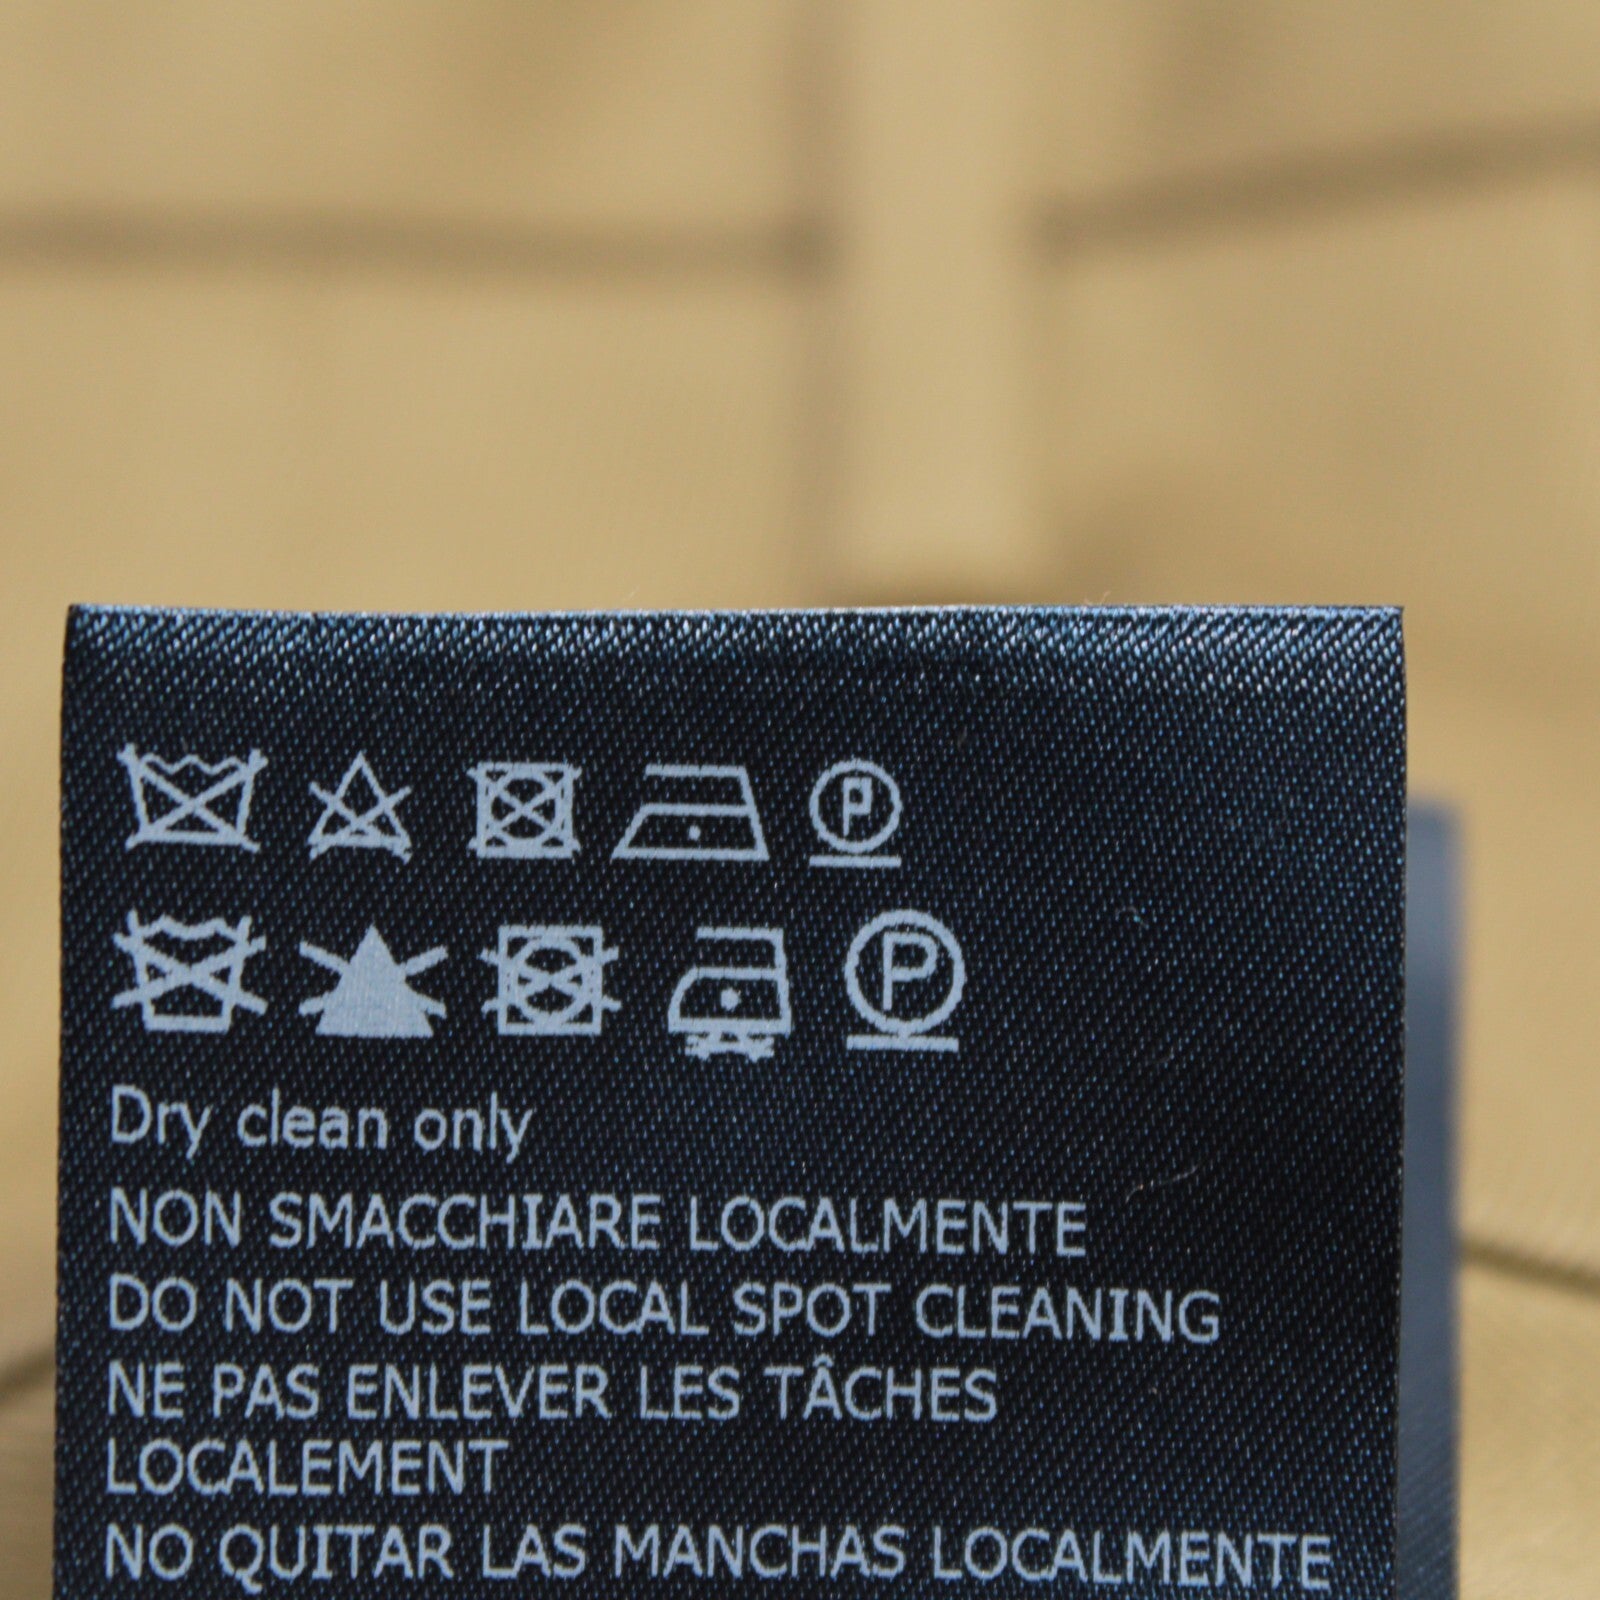 P
P
Dry clean only
NON SMACCHIARE LOCALMENTE
DO NOT USE LOCAL SPOT CLEANING
NE PAS ENLEVER LES TÂCHES
LOCALEMENT
NO QUITAR LAS MANCHAS LOCALMENTE